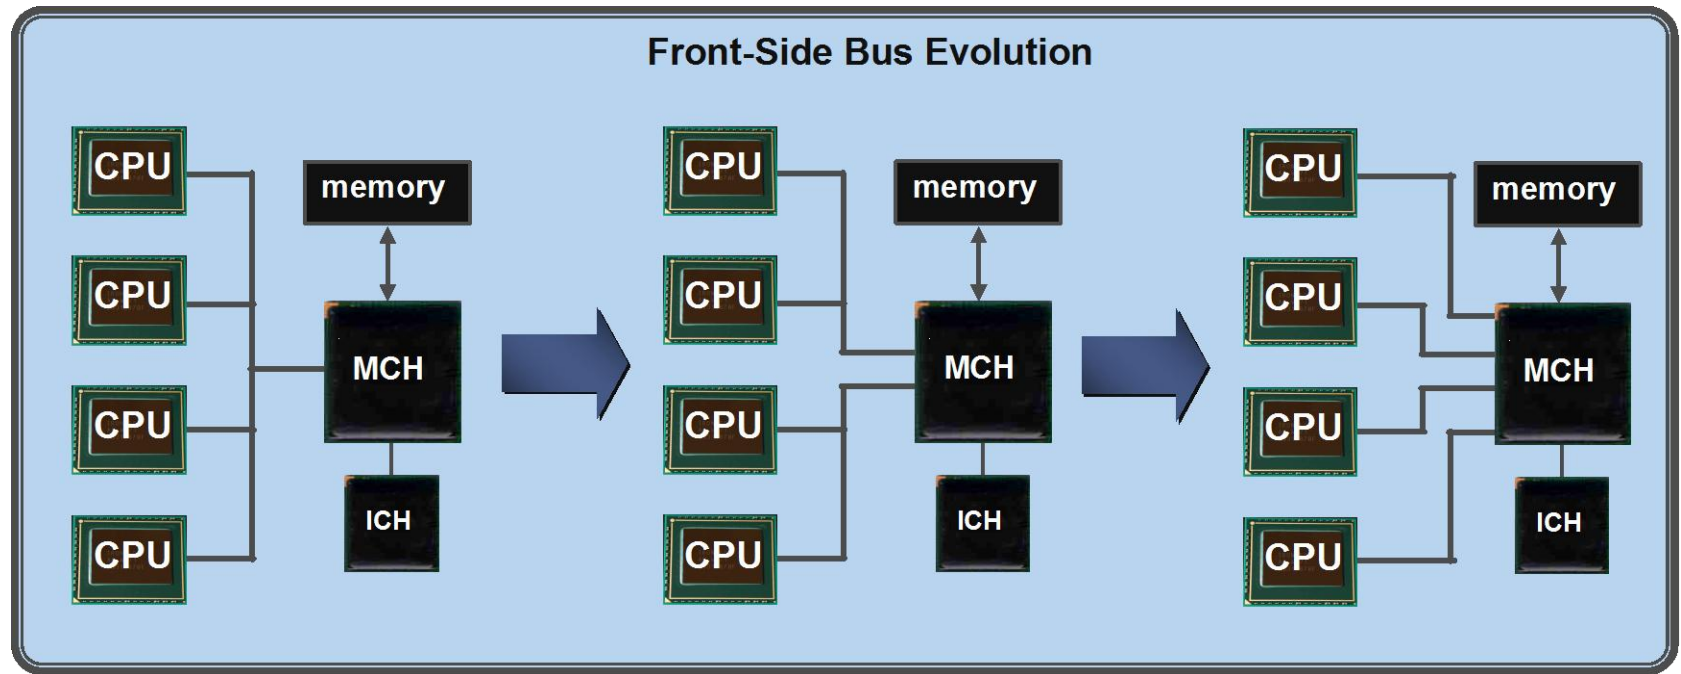 Front-Side Bus Evolution
CPU
CPU
CPU
CPU
memory
MCH
ICH
CPU
CPU
CPU
CPU
memory
MCH
ICH
CPU
CPU
CPU
CPU
memory
MCH
ICH